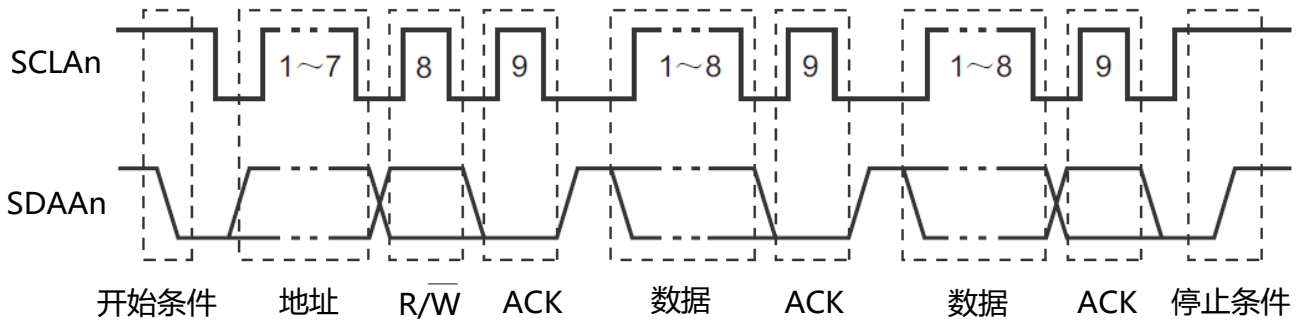 SCLAn 1～7 8 9 1～8 9 1～8 9
SDAAn
开始条件 地址 R/W̅ ACK 数据 ACK 数据 ACK 停止条件